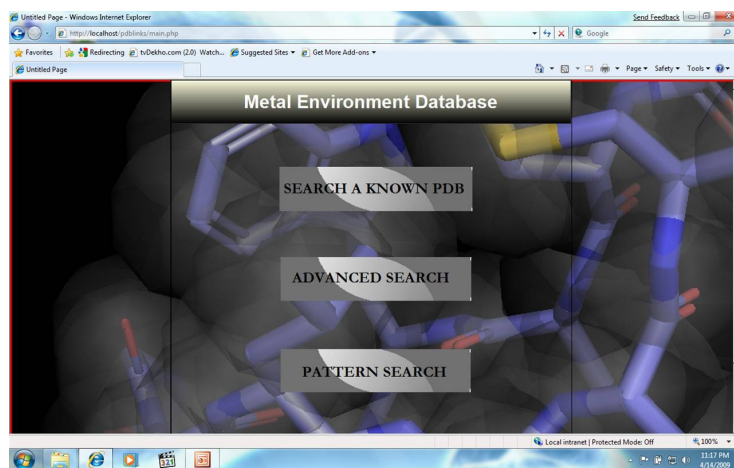 Untitled Page - Windows Internet Explorer
Send Feedback
http://localhost/pdblinks/main.php
Google
Favorites Redirecting tvDekho.com (2.0) Watch... Suggested Sites Get More Add-ons
Untitled Page
Page Safety Tools
Metal Environment Database
SEARCH A KNOWN PDB
ADVANCED SEARCH
PATTERN SEARCH
Local intranet | Protected Mode: Off
100%
321
11:17 PM
4/14/2009